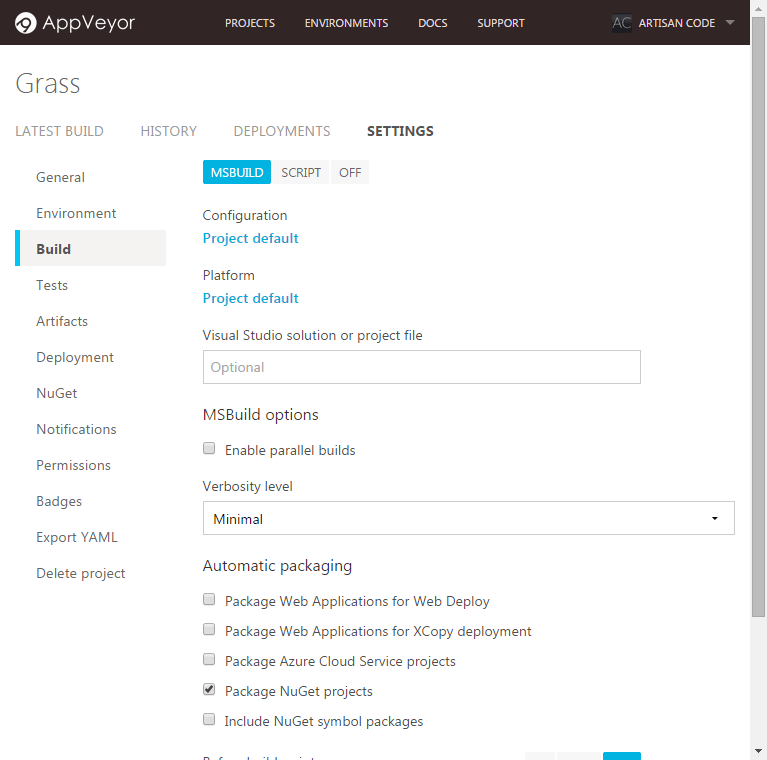 AppVeyor PROJECTS ENVIRONMENTS DOCS SUPPORT AC ARTISAN CODE
Grass
LATEST BUILD HISTORY DEPLOYMENTS SETTINGS
General
Environment
Build
Tests
Artifacts
Deployment
NuGet
Notifications
Permissions
Badges
Export YAML
Delete project
MSBUILD SCRIPT OFF
Configuration
Project default
Platform
Project default
Visual Studio solution or project file
Optional
MSBuild options
Enable parallel builds
Verbosity level
Minimal
Automatic packaging
Package Web Applications for Web Deploy
Package Web Applications for XCopy deployment
Package Azure Cloud Service projects
Package NuGet projects
Include NuGet symbol packages